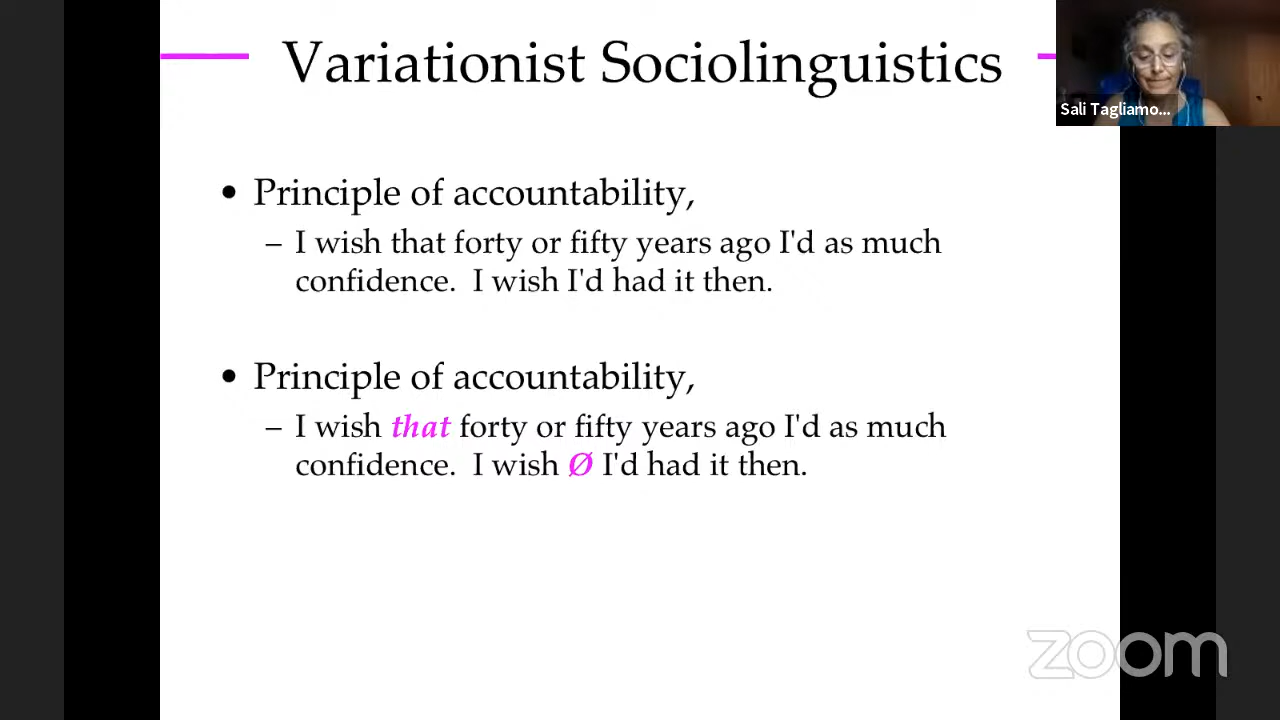 Variationist Sociolinguistics
Sali Tagliamo...
• Principle of accountability,
– I wish that forty or fifty years ago I'd as much
confidence. I wish I'd had it then.
• Principle of accountability,
– I wish that forty or fifty years ago I'd as much
confidence. I wish Ø I'd had it then.
zoom